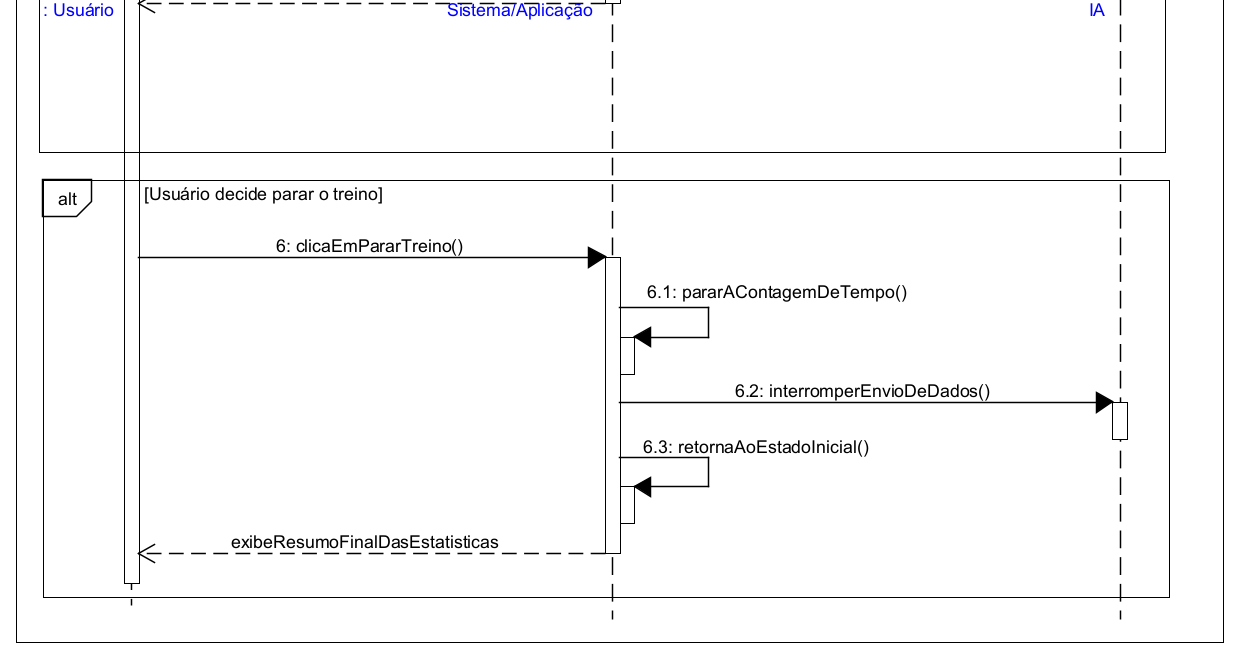 : Usuário
Sistema/Aplicação
IA
alt
[Usuário decide parar o treino]
6: clicaEmPararTreino()
6.1: pararAContagemDeTempo()
6.2: interromperEnvioDeDados()
6.3: retornaAoEstadoInicial()
exibeResumoFinalDasEstatisticas